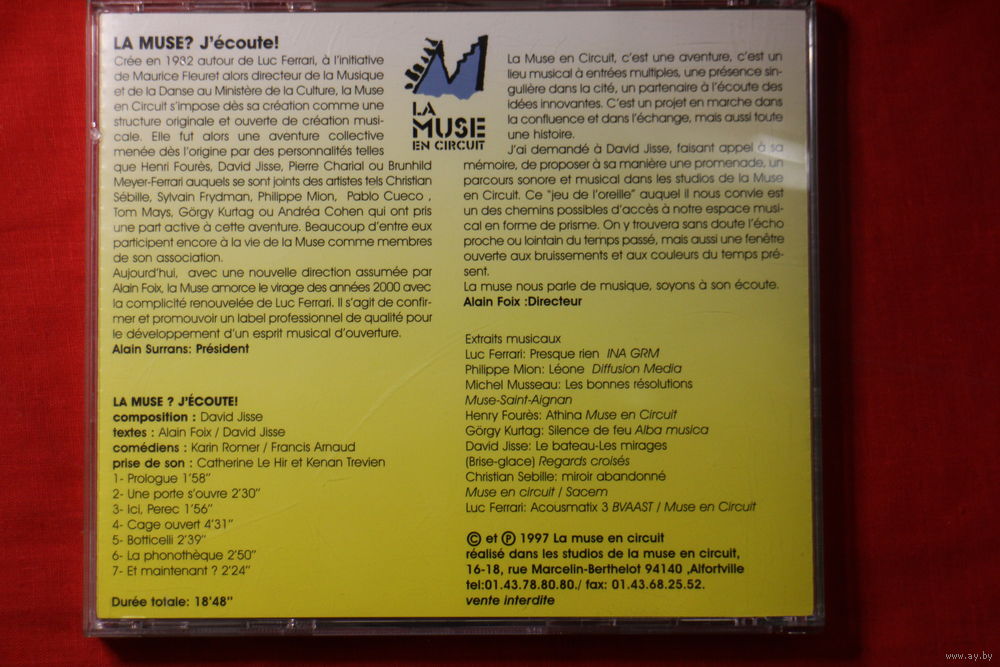 LA MUSE? J'écoute!
Crée en 1982 autour de Luc Ferrari, à l'initiative
de Maurice Fleuret alors directeur de la Musique
et de la Danse au Ministère de la Culture, la Muse
en Circuit s'impose dès sa création comme une
structure originale et ouverte de création musi-
cale. Elle fut alors une aventure collective
menée dès l'origine par des personnalités telles
que Henri Fourès, David Jisse, Pierre Charial ou Brunhild
Meyer-Ferrari auquels se sont joints des artistes tels Christian
Sébille, Sylvain Frydman, Philippe Mion, Pablo Cueco ,
Tom Mays, Görgy Kurtag ou Andréa Cohen qui ont pris
une part active à cette aventure. Beaucoup d'entre eux
participent encore à la vie de la Muse comme membres
de son association.
Aujourd'hui, avec une nouvelle direction assumée par
Alain Foix, la Muse amorce le virage des années 2000 avec
la complicité renouvelée de Luc Ferrari. Il s'agit de confir-
mer et promouvoir un label professionnel de qualité pour
le développement d'un esprit musical d'ouverture.
Alain Surrans: Président
LA MUSE ? J'ÉCOUTE!
composition : David Jisse
textes : Alain Foix / David Jisse
comédiens : Karin Romer / Francis Arnaud
prise de son : Catherine Le Hir et Kenan Trevien
1- Prologue 1'58"
2- Une porte s'ouvre 2'30"
3- Ici, Perec 1'56"
4- Cage ouvert 4'31"
5- Botticelli 2'39"
6- La phonothèque 2'50"
7- Et maintenant ? 2'24"
Durée totale: 18'48"
LA
MUSE
EN CIRCUIT
La Muse en Circuit, c'est une aventure, c'est un
lieu musical à entrées multiples, une présence sin-
gulière dans la cité, un partenaire à l'écoute des
idées innovantes. C'est un projet en marche dans
la confluence et dans l'échange, mais aussi toute
une histoire.
J'ai demandé à David Jisse, faisant appel à sa
mémoire, de proposer à sa manière une promenade, un
parcours sonore et musical dans les studios de la Muse
en Circuit. Ce "jeu de l'oreille" auquel il nous convie est
un des chemins possibles d'accès à notre espace musi-
cal en forme de prisme. On y trouvera sans doute l'écho
proche ou lointain du temps passé, mais aussi une fenêtre
ouverte aux bruissements et aux couleurs du temps pré-
sent.
La muse nous parle de musique, soyons à son écoute.
Alain Foix :Directeur
Extraits musicaux
Luc Ferrari: Presque rien INA GRM
Philippe Mion: Léone Diffusion Media
Michel Musseau: Les bonnes résolutions
Muse-Saint-Aignan
Henry Fourès: Athina Muse en Circuit
Görgy Kurtag: Silence de feu Alba musica
David Jisse: Le bateau-Les mirages
(Brise-glace) Regards croisés
Christian Sebille: miroir abandonné
Muse en circuit / Sacem
Luc Ferrari: Acousmatix 3 BVAAST / Muse en Circuit
© et ℗ 1997 La muse en circuit
réalisé dans les studios de la muse en circuit,
16-18, rue Marcelin-Berthelot 94140 ,Alfortville
tel:01.43.78.80.80./ fax: 01.43.68.25.52.
vente interdite
www.ay.by